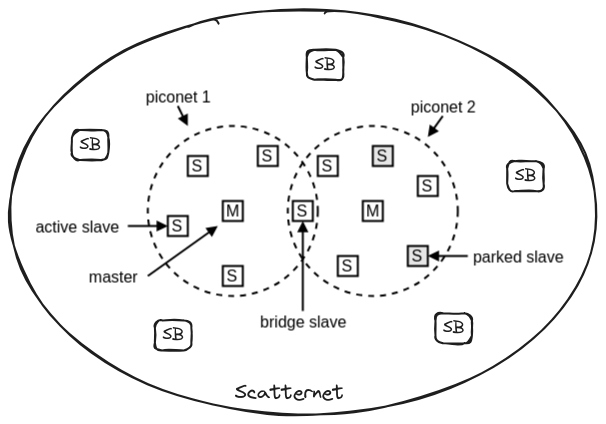 SB
piconet 1
piconet 2
SB
S
S
S
S
SB
S
S
M
S
M
active slave
S
master
S
S
S
parked slave
bridge slave
SB
SB
Scatternet